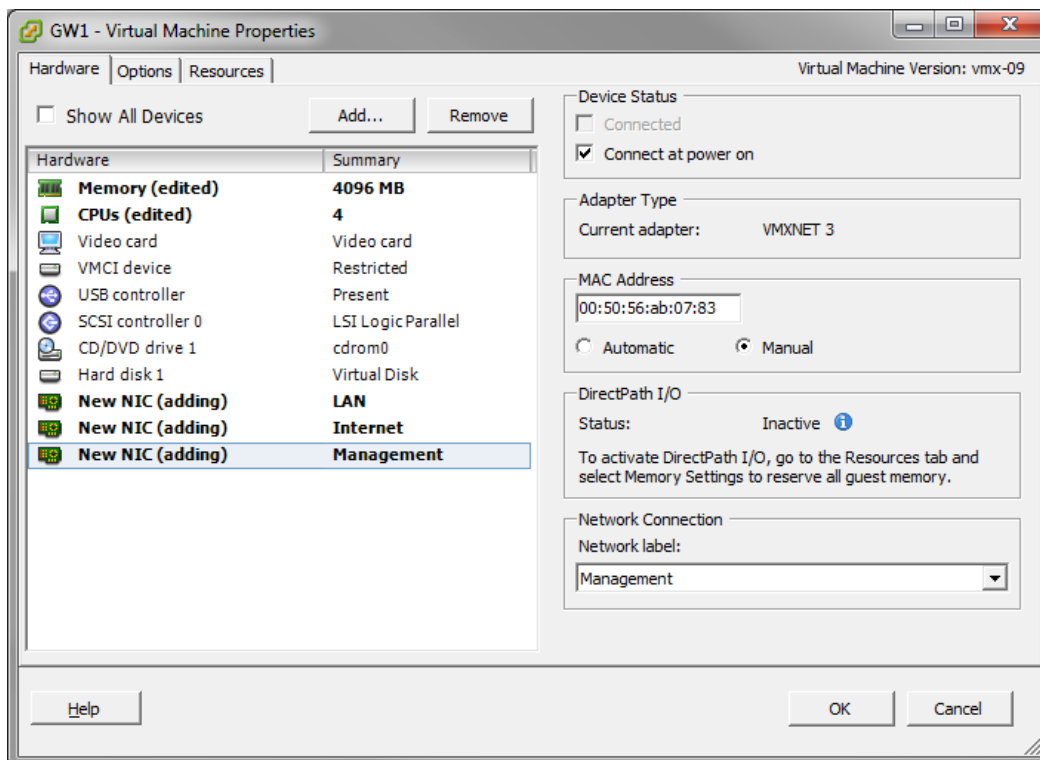 GW1 - Virtual Machine Properties
Hardware Options Resources Virtual Machine Version: vmx-09
Show All Devices Add... Remove
Hardware Summary
Memory (edited) 4096 MB
CPUs (edited) 4
Video card Video card
VMCI device Restricted
USB controller Present
SCSI controller 0 LSI Logic Parallel
CD/DVD drive 1 cdrom0
Hard disk 1 Virtual Disk
New NIC (adding) LAN
New NIC (adding) Internet
New NIC (adding) Management
Device Status
Connected
Connect at power on
Adapter Type
Current adapter: VMXNET 3
MAC Address
00:50:56:ab:07:83
Automatic Manual
DirectPath I/O
Status: Inactive
To activate DirectPath I/O, go to the Resources tab and
select Memory Settings to reserve all guest memory.
Network Connection
Network label:
Management
Help OK Cancel